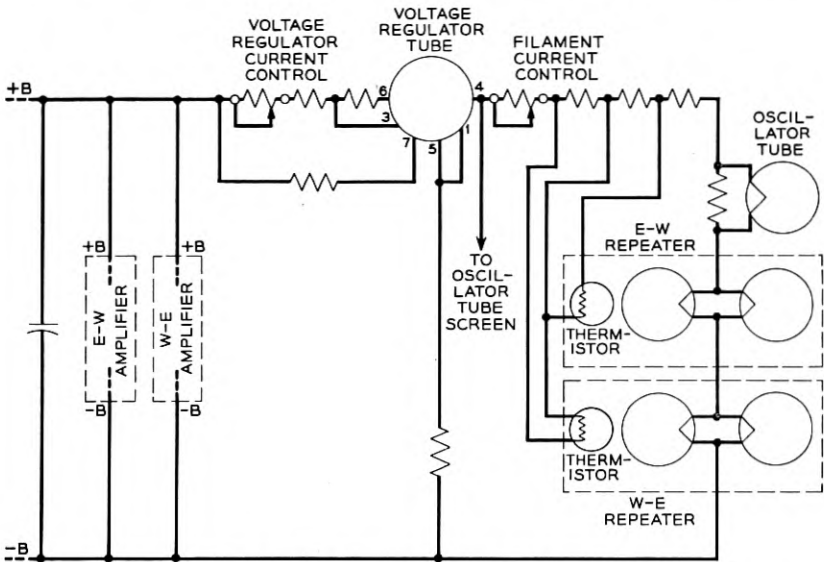 VOLTAGE
REGULATOR
CURRENT
CONTROL
VOLTAGE
REGULATOR
TUBE
FILAMENT
CURRENT
CONTROL
+B
6
3
7
5
1
4
OSCIL-
LATOR
TUBE
TO
OSCIL-
LATOR
TUBE
SCREEN
E-W
REPEATER
+B
E-W
AMPLIFIER
-B
+B
W-E
AMPLIFIER
-B
THERM-
ISTOR
THERM-
ISTOR
W-E
REPEATER
-B